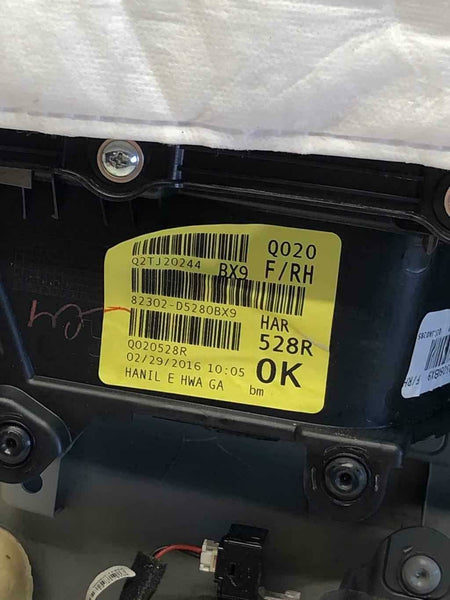 Q2TJ20244
BX9
Q020
F/RH
82302-D5280BX9
HAR
528R
Q020528R
02/29/2016 10:05
OK
HANIL E HWA GA
bm
F/RH